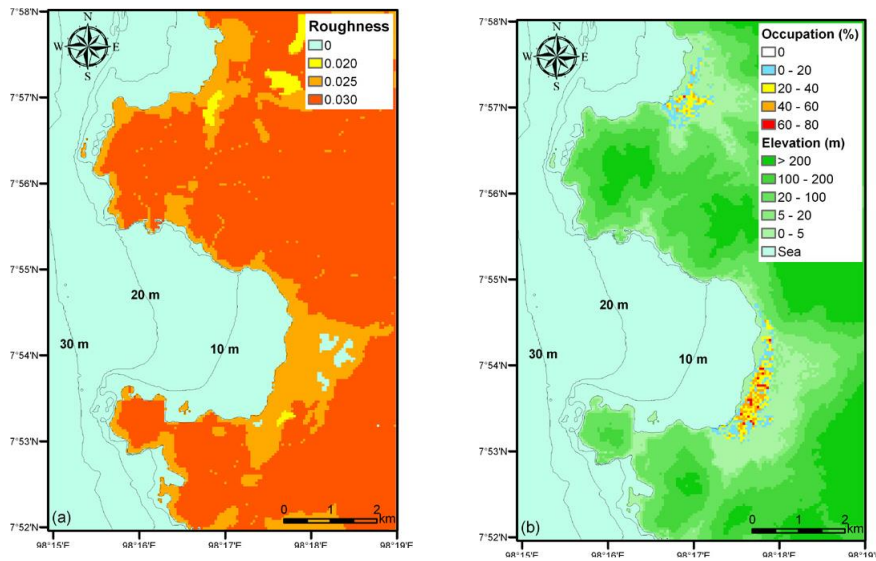 7°58'N
7°57'N
7°56'N
7°55'N
7°54'N
7°53'N
7°52'N
N
W E
S
Roughness
0
0.020
0.025
0.030
20 m
30 m
10 m
(a)
0 1 2
km
98°15'E 98°16'E 98°17'E 98°18'E 98°19'E
7°58'N
7°57'N
7°56'N
7°55'N
7°54'N
7°53'N
7°52'N
N
W E
S
Occupation (%)
0
0 - 20
20 - 40
40 - 60
60 - 80
Elevation (m)
> 200
100 - 200
20 - 100
5 - 20
0 - 5
Sea
20 m
30 m
10 m
(b)
0 1 2
km
98°15'E 98°16'E 98°17'E 98°18'E 98°19'E